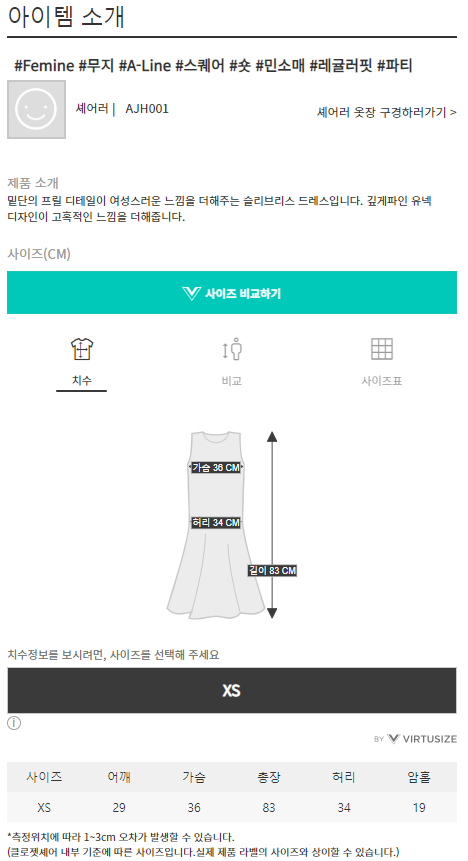 아이템 소개
#Femine #무지 #A-Line #스퀘어 #숏 #민소매 #레귤러핏 #파티
셰어러 | AJH001
셰어러 옷장 구경하러가기 >
제품 소개
밑단의 프릴 디테일이 여성스러운 느낌을 더해주는 슬리브리스 드레스입니다. 깊게파인 유넥
디자인이 고혹적인 느낌을 더해줍니다.
사이즈(CM)
사이즈 비교하기
치수 비교 사이즈표
가슴 36 CM
허리 34 CM
길이 83 CM
치수정보를 보시려면, 사이즈를 선택해 주세요
XS
i
BY VIRTUSIZE
사이즈 어깨 가슴 총장 허리 암홀
XS 29 36 83 34 19
*측정위치에 따라 1~3cm 오차가 발생할 수 있습니다.
(클로젯셰어 내부 기준에 따른 사이즈입니다.실제 제품 라벨의 사이즈와 상이할 수 있습니다.)